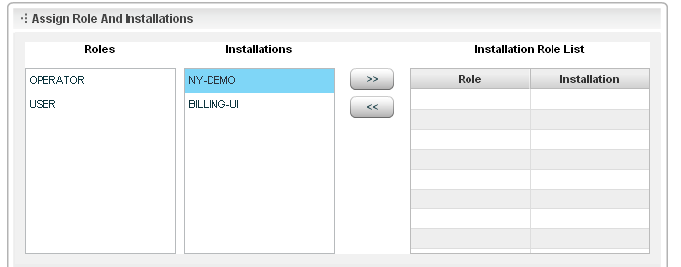 Assign Role And Installations
Roles
Installations
Installation Role List
OPERATOR
USER
NY-DEMO
BILLING-UI
>>
<<
Role
Installation